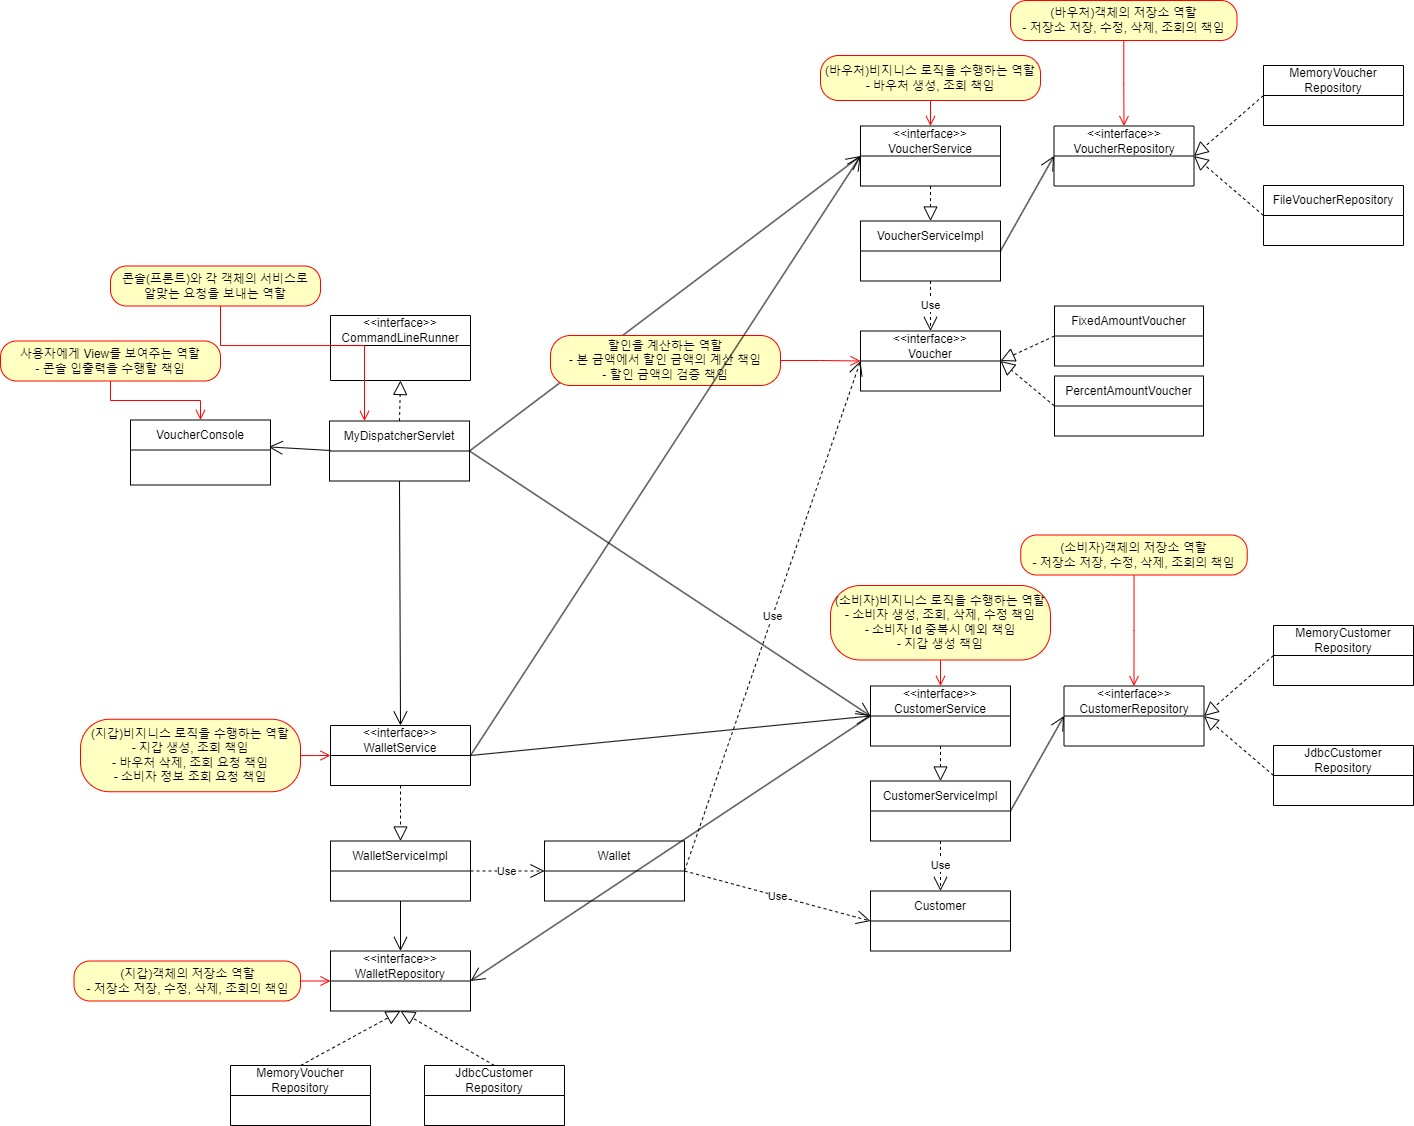 (바우처)객체의 저장소 역할
- 저장소 저장, 수정, 삭제, 조회의 책임
(바우처)비지니스 로직을 수행하는 역할
- 바우처 생성, 조회 책임
MemoryVoucher
Repository
<<interface>>
VoucherService
<<interface>>
VoucherRepository
FileVoucherRepository
VoucherServiceImpl
콘솔(프론트)와 각 객체의 서비스로
알맞는 요청을 보내는 역할
Use
<<interface>>
CommandLineRunner
사용자에게 View를 보여주는 역할
- 콘솔 입출력을 수행할 책임
할인을 계산하는 역할
- 본 금액에서 할인 금액의 계산 책임
- 할인 금액의 검증 책임
<<interface>>
Voucher
FixedAmountVoucher
PercentAmountVoucher
VoucherConsole
MyDispatcherServlet
(소비자)객체의 저장소 역할
- 저장소 저장, 수정, 삭제, 조회의 책임
(소비자)비지니스 로직을 수행하는 역할
- 소비자 생성, 조회, 삭제, 수정 책임
- 소비자 Id 중복시 예외 책임
- 지갑 생성 책임
Use
MemoryCustomer
Repository
<<interface>>
CustomerService
<<interface>>
CustomerRepository
(지갑)비지니스 로직을 수행하는 역할
- 지갑 생성, 조회 책임
- 바우처 삭제, 조회 요청 책임
- 소비자 정보 조회 요청 책임
<<interface>>
WalletService
JdbcCustomer
Repository
CustomerServiceImpl
WalletServiceImpl
Use
Wallet
Use
Use
Customer
(지갑)객체의 저장소 역할
- 저장소 저장, 수정, 삭제, 조회의 책임
<<interface>>
WalletRepository
MemoryVoucher
Repository
JdbcCustomer
Repository